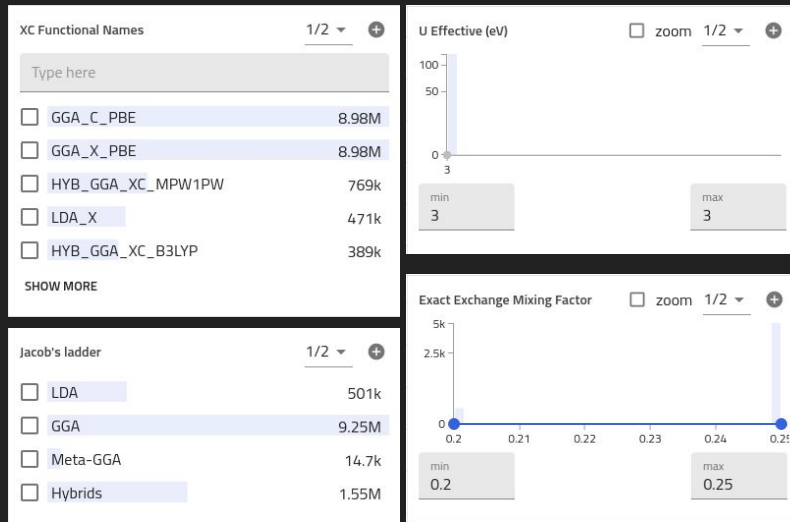 XC Functional Names 1/2
Type here
GGA_C_PBE 8.98M
GGA_X_PBE 8.98M
HYB_GGA_XC_MPW1PW 769k
LDA_X 471k
HYB_GGA_XC_B3LYP 389k
SHOW MORE
Jacob's ladder 1/2
LDA 501k
GGA 9.25M
Meta-GGA 14.7k
Hybrids 1.55M
U Effective (eV) zoom 1/2
100
50
0
3
min max
3 3
Exact Exchange Mixing Factor zoom 1/2
5k
2.5k
0
0.2 0.21 0.22 0.23 0.24 0.25
min max
0.2 0.25